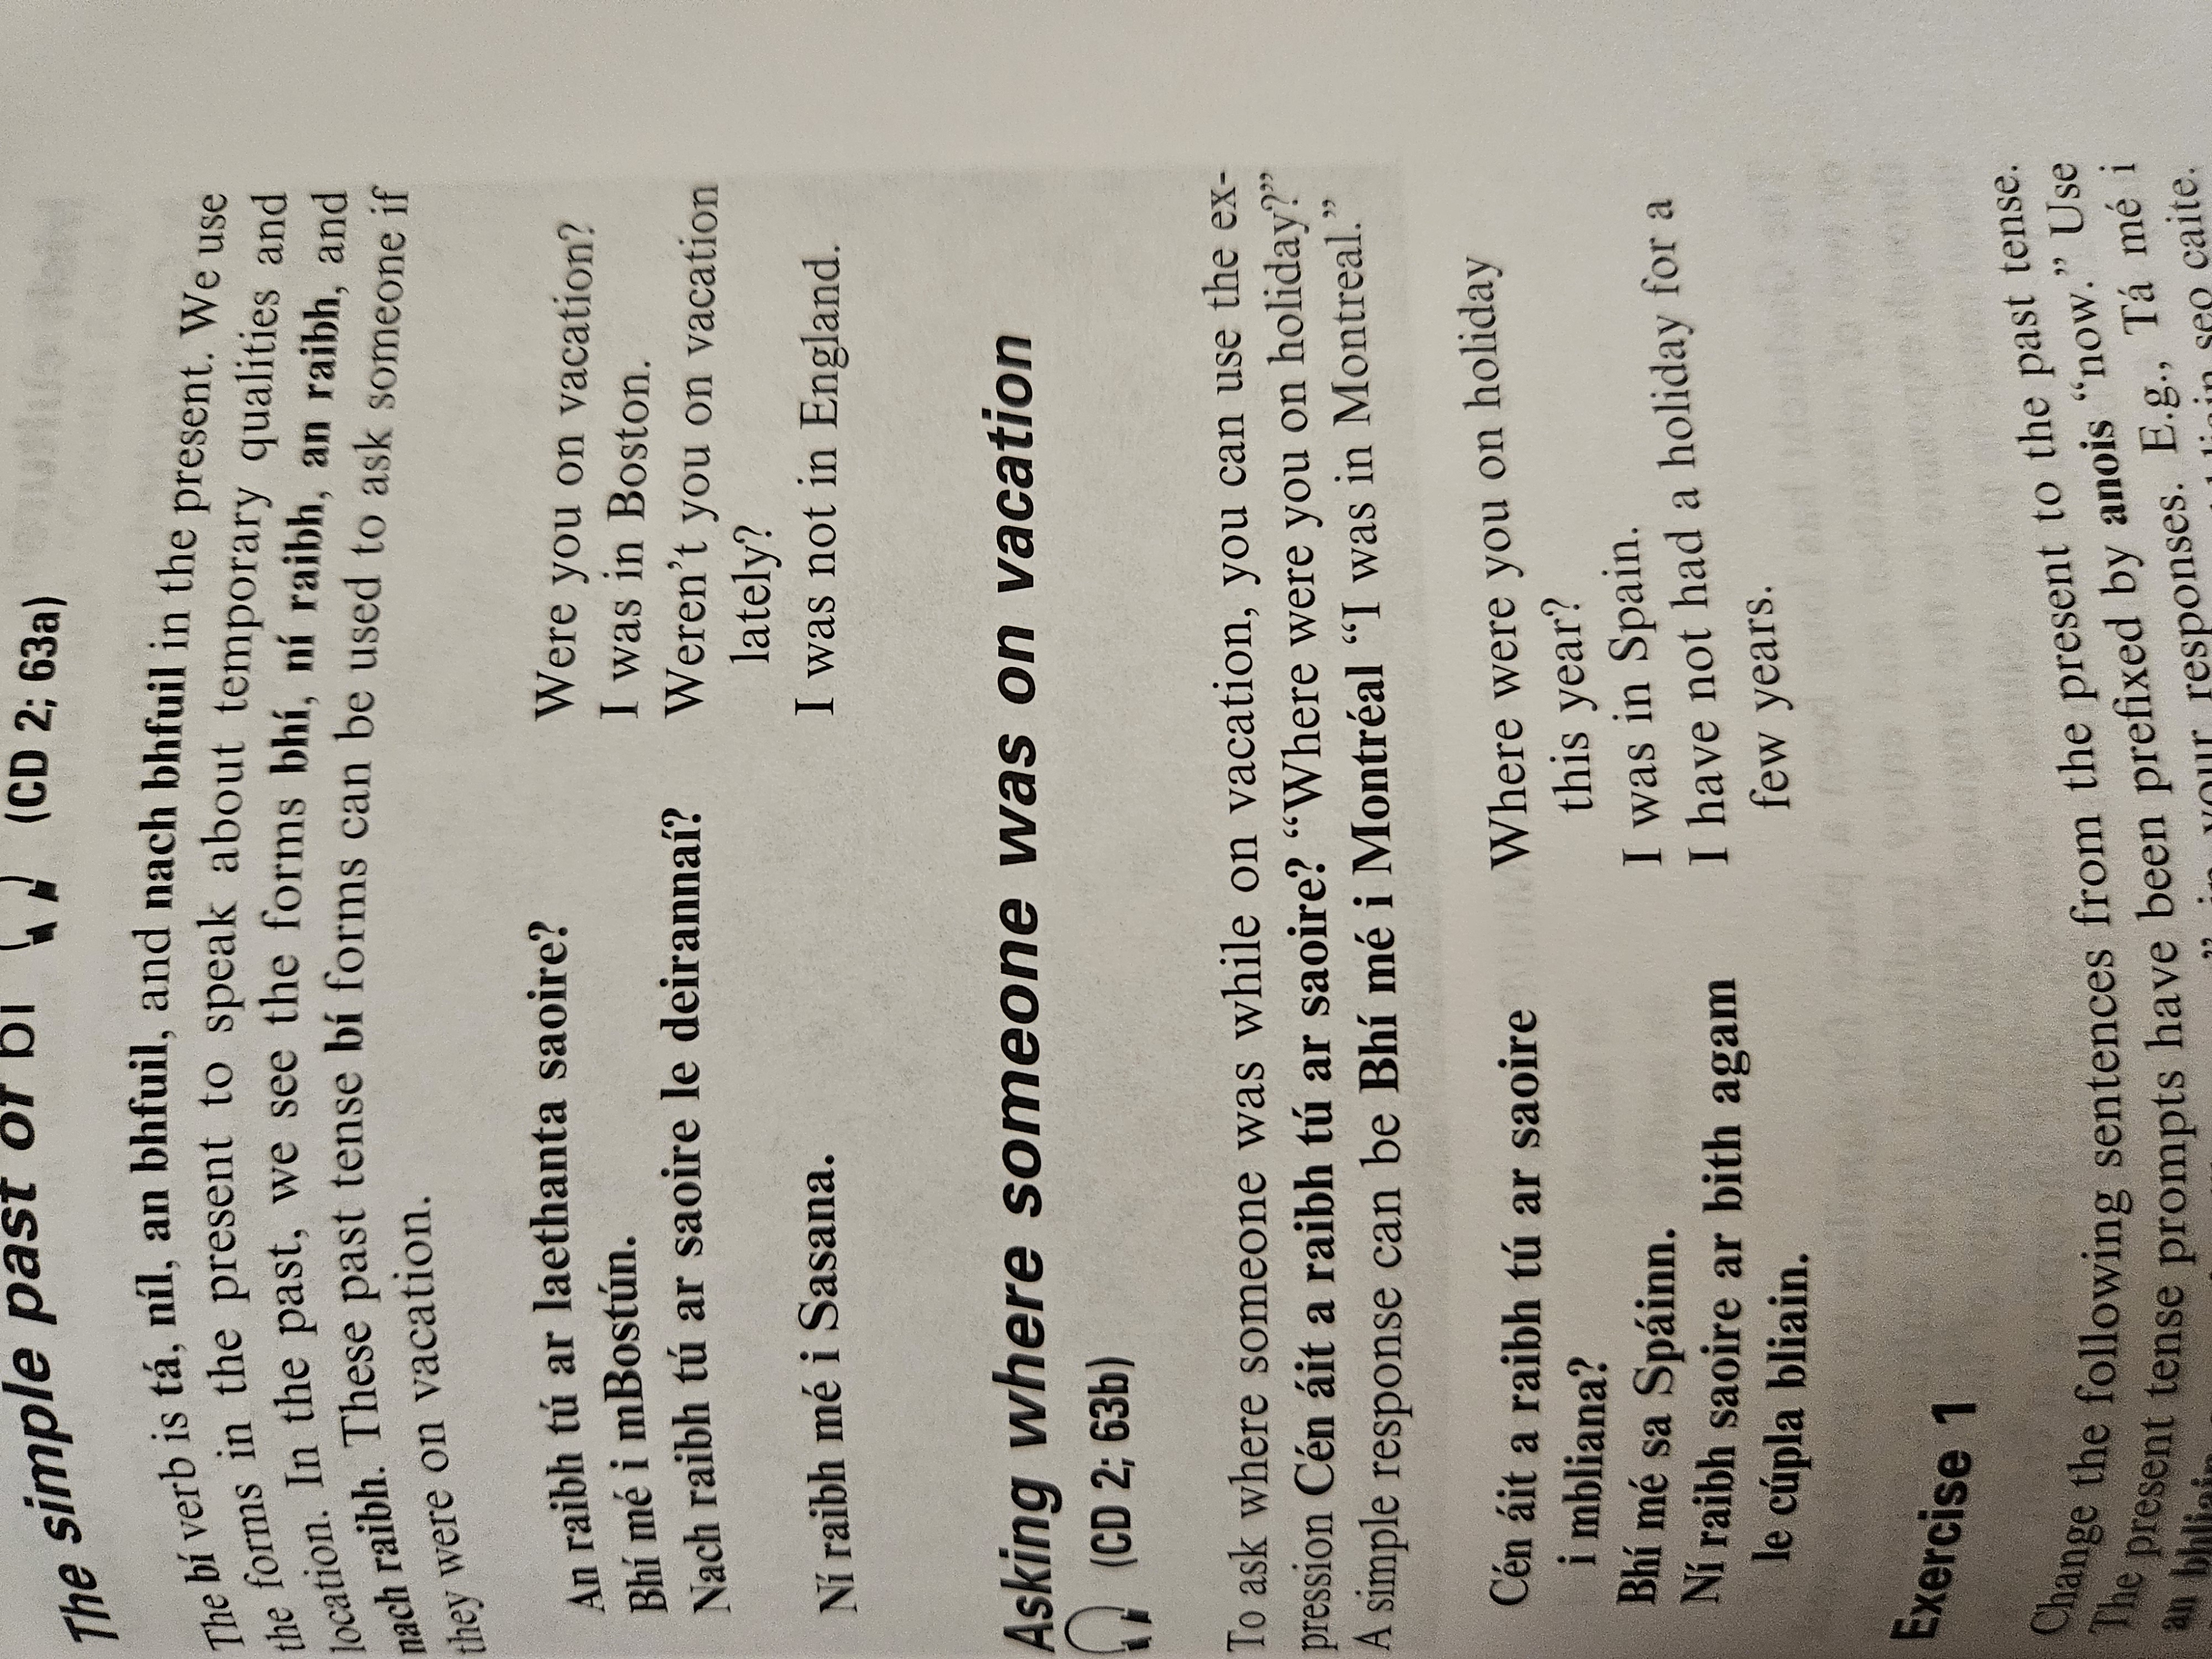 The simple past of bí (CD 2; 63a)
The bí verb is tá, níl, an bhfuil, and nach bhfuil in the present. We use
the forms in the present to speak about temporary qualities and
location. In the past, we see the forms bhí, ní raibh, an raibh, and
nach raibh. These past tense bí forms can be used to ask someone if
they were on vacation.
An raibh tú ar laethanta saoire? Were you on vacation?
Bhí mé i mBostún. I was in Boston.
Nach raibh tú ar saoire le deirannaí? Weren’t you on vacation
lately?
Ní raibh mé i Sasana. I was not in England.
Asking where someone was on vacation
(CD 2; 63b)
To ask where someone was while on vacation, you can use the ex-
pression Cén áit a raibh tú ar saoire? “Where were you on holiday?”
A simple response can be Bhí mé i Montréal “I was in Montreal.”
Cén áit a raibh tú ar saoire Where were you on holiday
i mbliana? this year?
Bhí mé sa Spáinn. I was in Spain.
Ní raibh saoire ar bith agam I have not had a holiday for a
le cúpla bliain. few years.
Exercise 1
Change the following sentences from the present to the past tense.
The present tense prompts have been prefixed by anois “now.” Use
an bhliain seo caite “last year” in your responses. E.g., Tá mé i